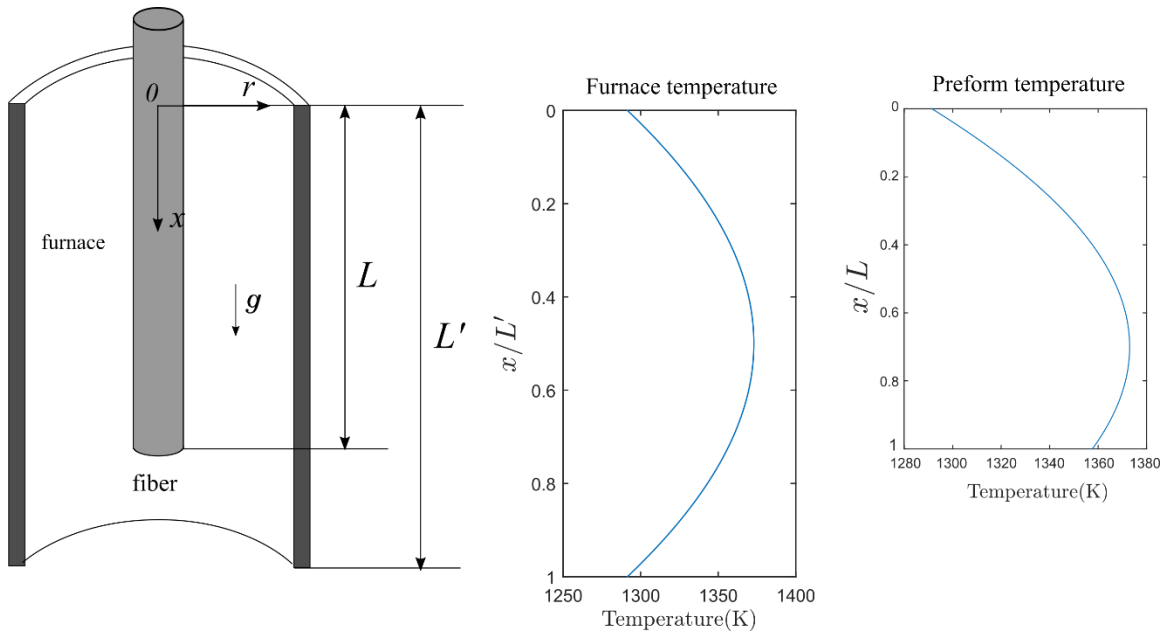 0
r
x
furnace
g
L
L'
fiber
Furnace temperature
0
0.2
0.4
0.6
0.8
1
x/L'
1250
1300
1350
1400
Temperature(K)
Preform temperature
0
0.2
0.4
0.6
0.8
1
x/L
1280
1300
1320
1340
1360
1380
Temperature(K)